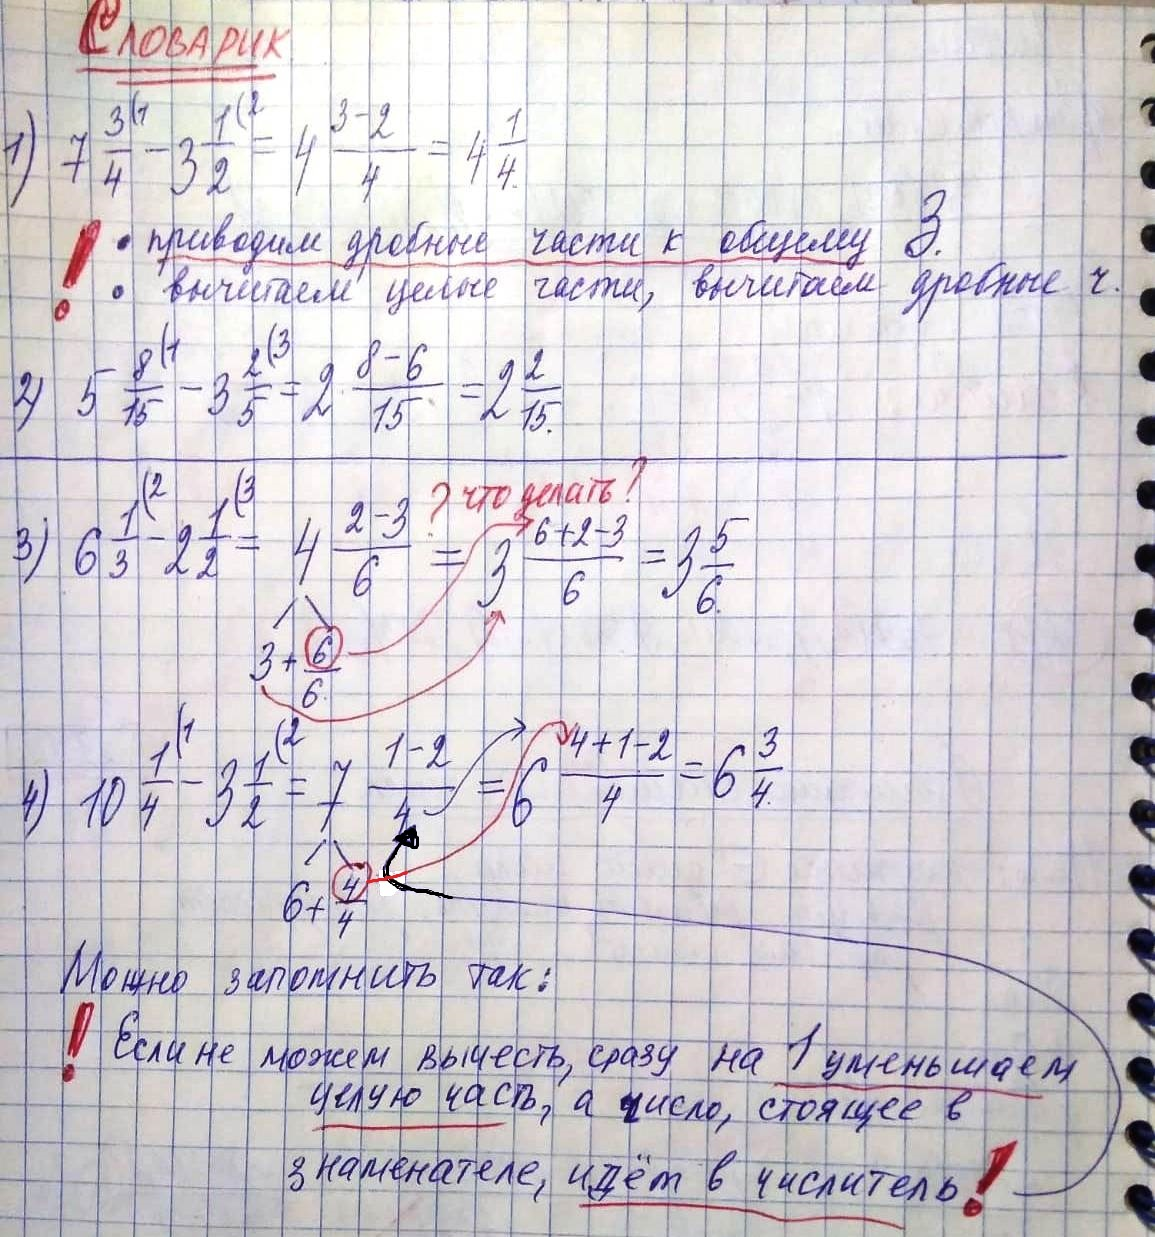 Словарик
1) 7 3/4 (1 - 3 1/2 (2 = 4 3-2/4 = 4 1/4.
! • приводим дробные части к общему З.
• вычитаем целые части, вычитаем дробные ч.
2) 5 8/15 (1 - 3 2/5 (3 = 2 8-6/15 = 2 2/15.
? что делать?
3) 6 1/3 (2 - 2 1/2 (3 = 4 2-3/6 = 3 6+2-3/6 = 3 5/6.
3 + 6/6.
4) 10 1/4 (1 - 3 1/2 (2 = 7 1-2/4 = 6 4+1-2/4 = 6 3/4.
6 + 4/4
Можно запомнить так:
! Если не можем вычесть, сразу на 1 уменьшаем
целую часть, а число, стоящее в
знаменателе, идём в числитель!